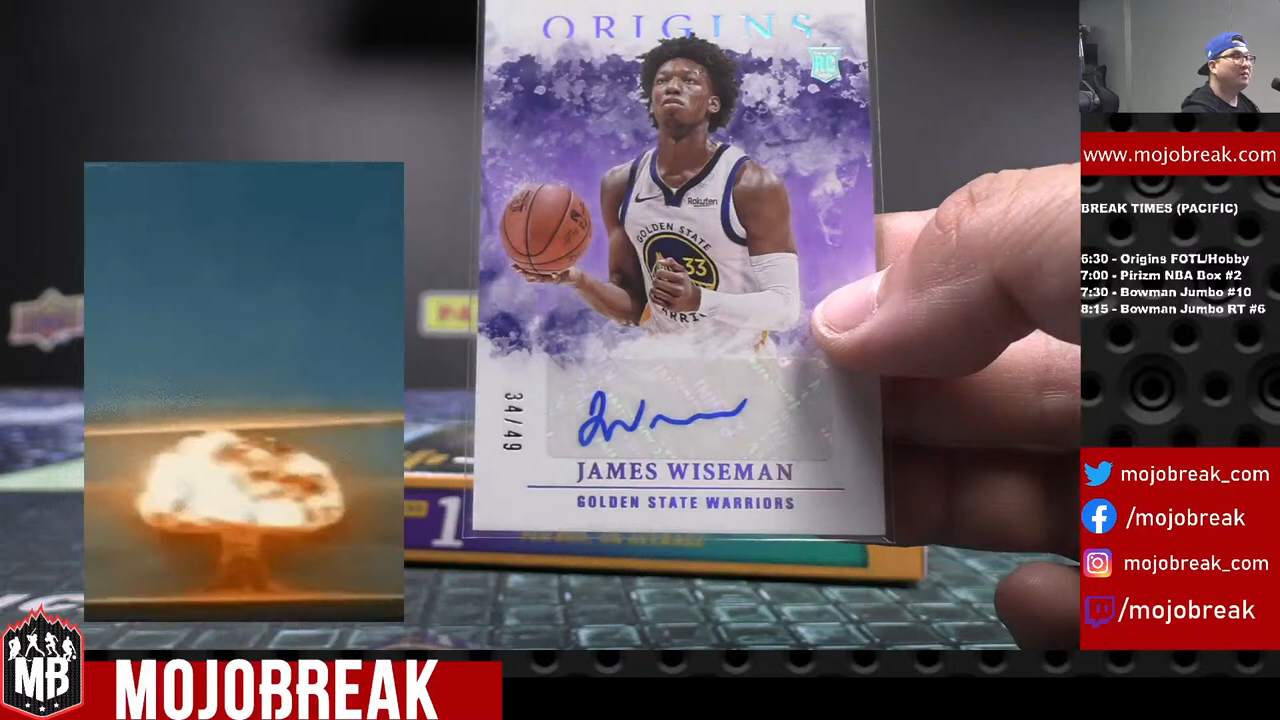 ORIGINS
RC
Rakuten
GOLDEN STATE
33
34/49
JAMES WISEMAN
GOLDEN STATE WARRIORS
1
www.mojobreak.com
BREAK TIMES (PACIFIC)
6:30 - Origins FOTL/Hobby
7:00 - Pirizm NBA Box #2
7:30 - Bowman Jumbo #10
8:15 - Bowman Jumbo RT #6
mojobreak_com
/mojobreak
mojobreak_com
/mojobreak
MB
MOJOBREAK